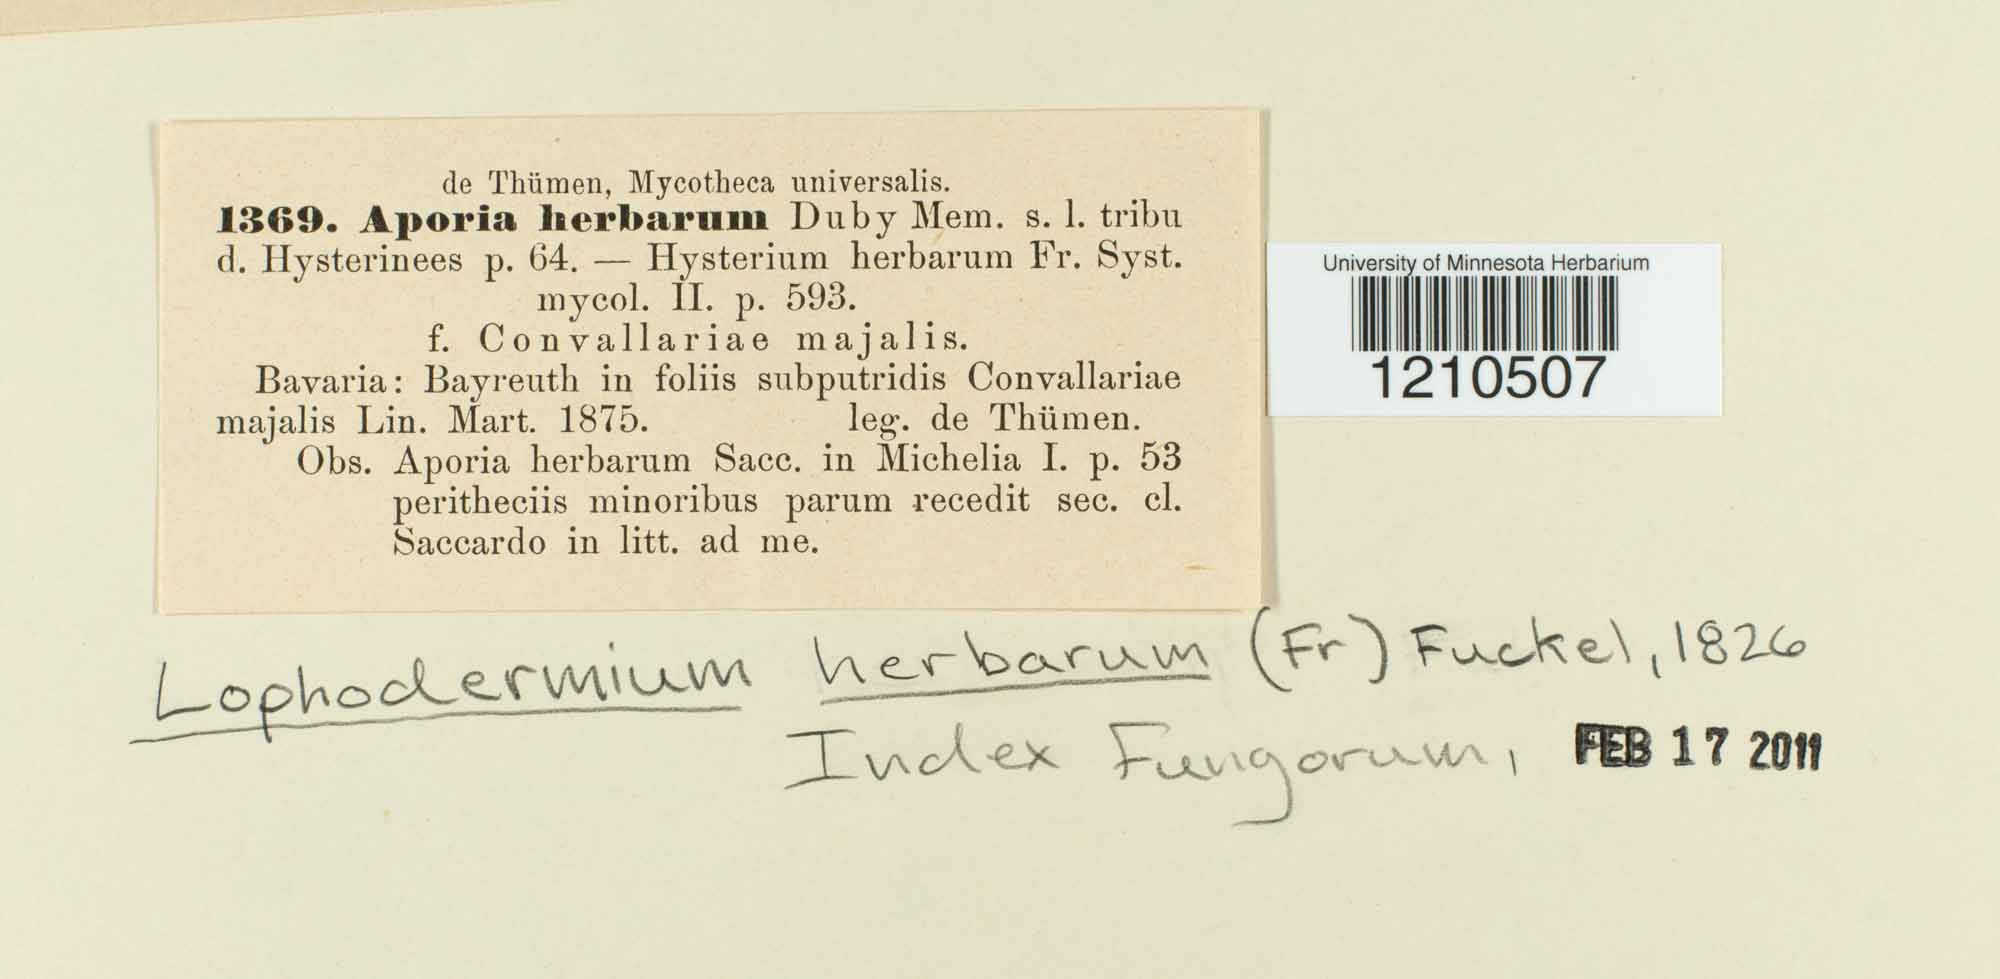 de Thümen, Mycotheca universalis.
1369. Aporia herbarum Duby Mem. s. l. tribu
d. Hysterinees p. 64. — Hysterium herbarum Fr. Syst.
mycol. II. p. 593.
f. Convallariae majalis.
Bavaria: Bayreuth in foliis subputridis Convallariae
majalis Lin. Mart. 1875. leg. de Thümen.
Obs. Aporia herbarum Sacc. in Michelia I. p. 53
peritheciis minoribus parum recedit sec. cl.
Saccardo in litt. ad me.
University of Minnesota Herbarium
1210507
Lophodermium herbarum (Fr) Fuckel, 1826
Index Fungorum, FEB 17 2011